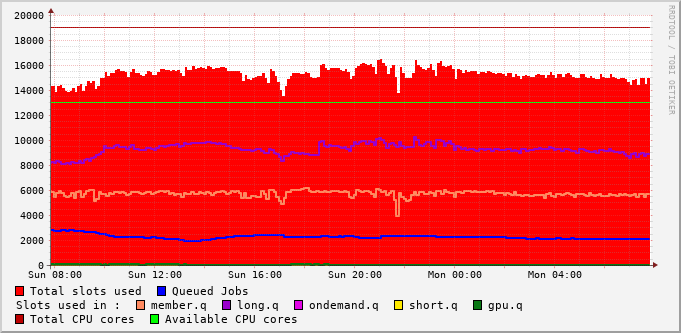 20000
18000
16000
14000
12000
10000
8000
6000
4000
2000
0
Sun 08:00 Sun 12:00 Sun 16:00 Sun 20:00 Mon 00:00 Mon 04:00
RRDTOOL / TOBI OETIKER
Total slots used Queued Jobs
Slots used in : member.q long.q ondemand.q short.q gpu.q
Total CPU cores Available CPU cores